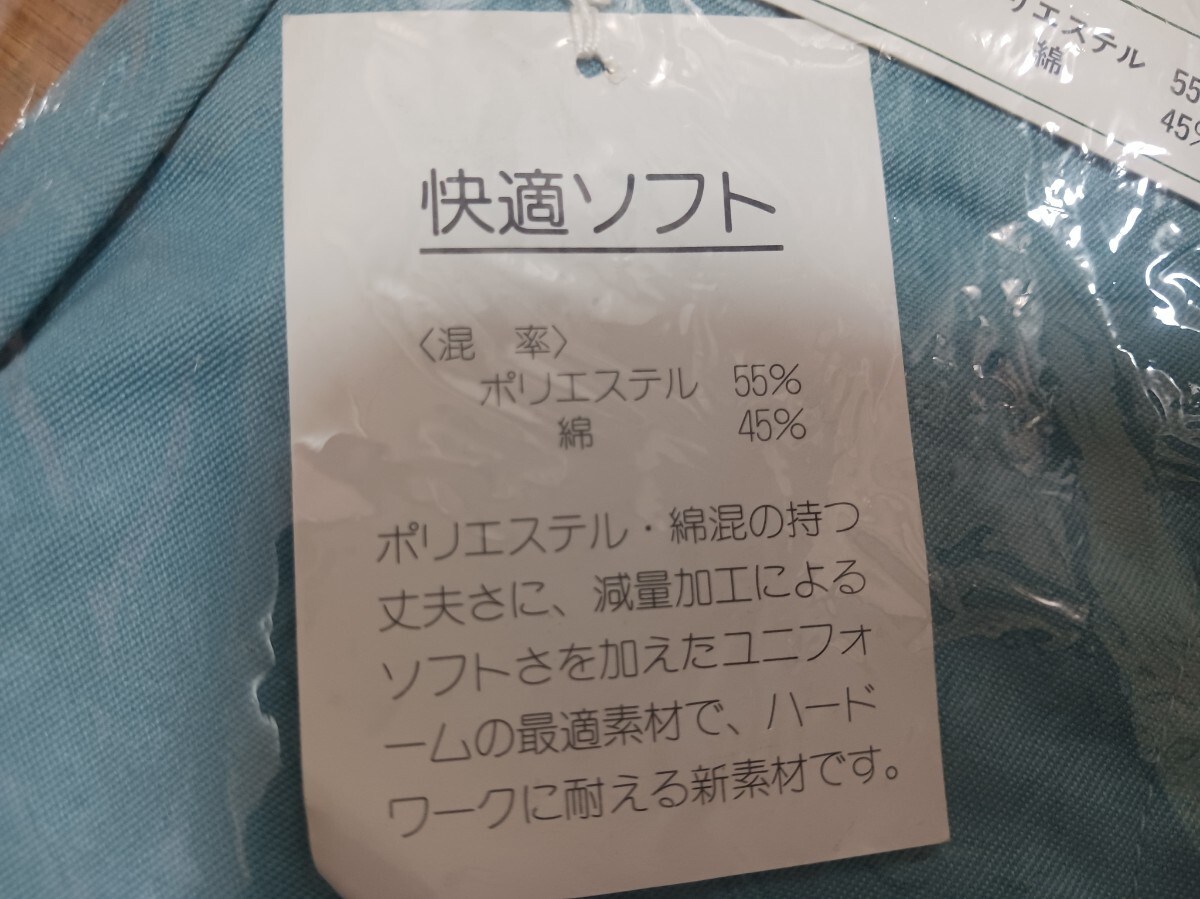 快適ソフト
〈混　率〉
ポリエステル　55%
綿　45%
ポリエステル・綿混の持つ
丈夫さに、減量加工による
ソフトさを加えたユニフォ
ームの最適素材で、ハード
ワークに耐える新素材です。
リエステル　55
綿　45%